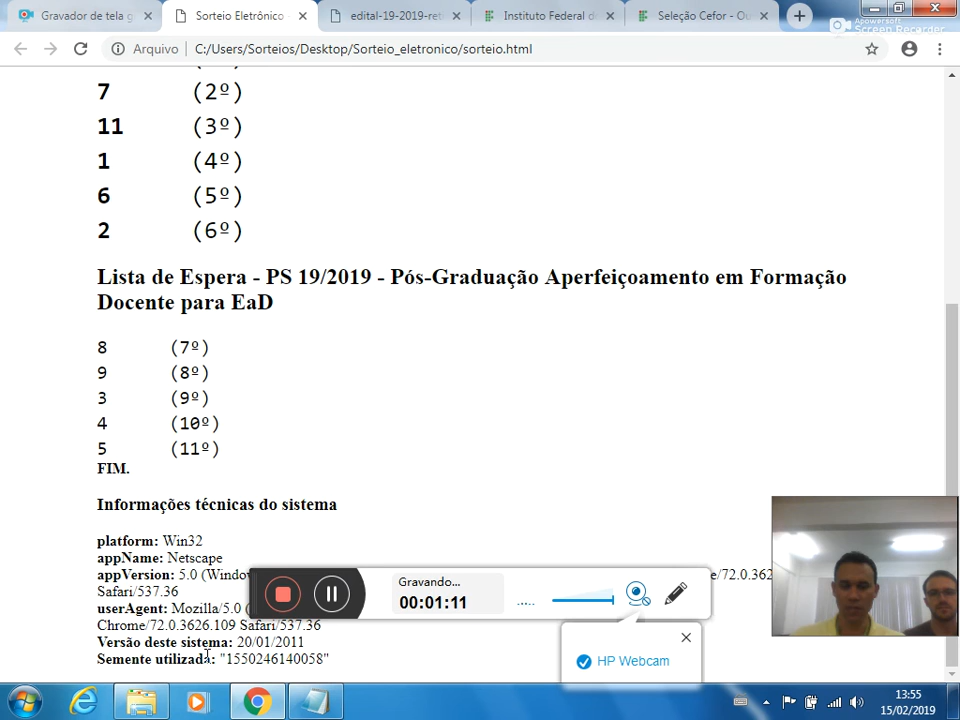 Gravador de tela g
Sorteio Eletrônico
edital-19-2019-ret
Instituto Federal de
Seleção Cefor - Ou
Apowersoft
Screen Recorder
Arquivo
C:/Users/Sorteios/Desktop/Sorteio_eletronico/sorteio.html
7 (2º)
11 (3º)
1 (4º)
6 (5º)
2 (6º)
Lista de Espera - PS 19/2019 - Pós-Graduação Aperfeiçoamento em Formação
Docente para EaD
8 (7º)
9 (8º)
3 (9º)
4 (10º)
5 (11º)
FIM.
Informações técnicas do sistema
platform: Win32
appName: Netscape
appVersion: 5.0 (Window
e/72.0.362
Safari/537.36
userAgent: Mozilla/5.0 (
Chrome/72.0.3626.109 Safari/537.36
Versão deste sistema: 20/01/2011
Semente utilizada: "1550246140058"
Gravando...
00:01:11
HP Webcam
13:55
15/02/2019